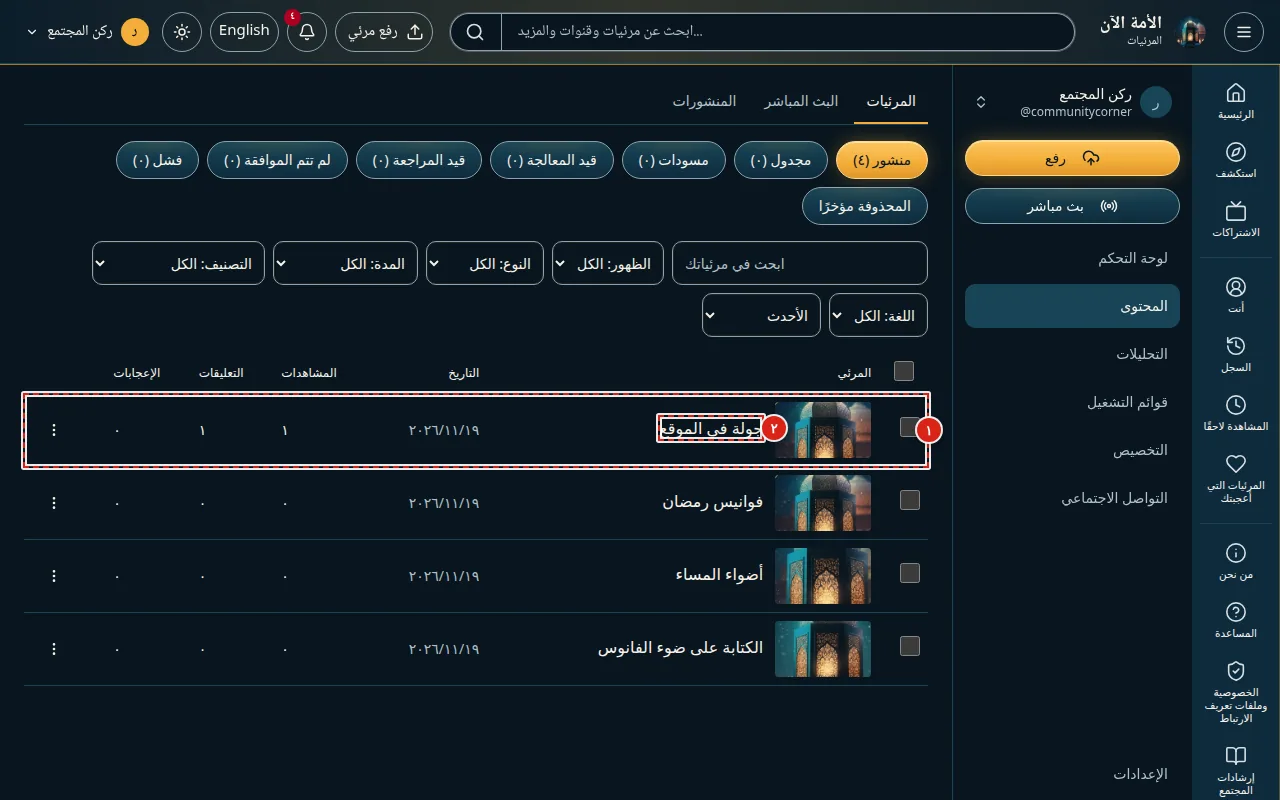 الأمة الآن
المرئيات
ابحث عن مرئيات وقنوات والمزيد...
رفع مرئي
٤
English
ر
ركن المجتمع
الرئيسية
استكشف
الاشتراكات
أنت
السجل
المشاهدة لاحقًا
المرئيات التي أعجبتك
من نحن
المساعدة
الخصوصية وملفات تعريف الارتباط
إرشادات المجتمع
ر
ركن المجتمع
@communitycorner
رفع
بث مباشر
لوحة التحكم
المحتوى
التحليلات
قوائم التشغيل
التخصيص
التواصل الاجتماعي
الإعدادات
المرئيات
البث المباشر
المنشورات
منشور (٤)
مجدول (٠)
مسودات (٠)
قيد المعالجة (٠)
قيد المراجعة (٠)
لم تتم الموافقة (٠)
فشل (٠)
المحذوفة مؤخرًا
ابحث في مرئياتك
الظهور: الكل
النوع: الكل
المدة: الكل
التصنيف: الكل
اللغة: الكل
الأحدث
المرئي التاريخ المشاهدات التعليقات الإعجابات
١ ٢ جولة في الموقع ٢٠٢٦/١١/١٩ ١ ١ ٠
فوانيس رمضان ٢٠٢٦/١١/١٩ ٠ ٠ ٠
أضواء المساء ٢٠٢٦/١١/١٩ ٠ ٠ ٠
الكتابة على ضوء الفانوس ٢٠٢٦/١١/١٩ ٠ ٠ ٠